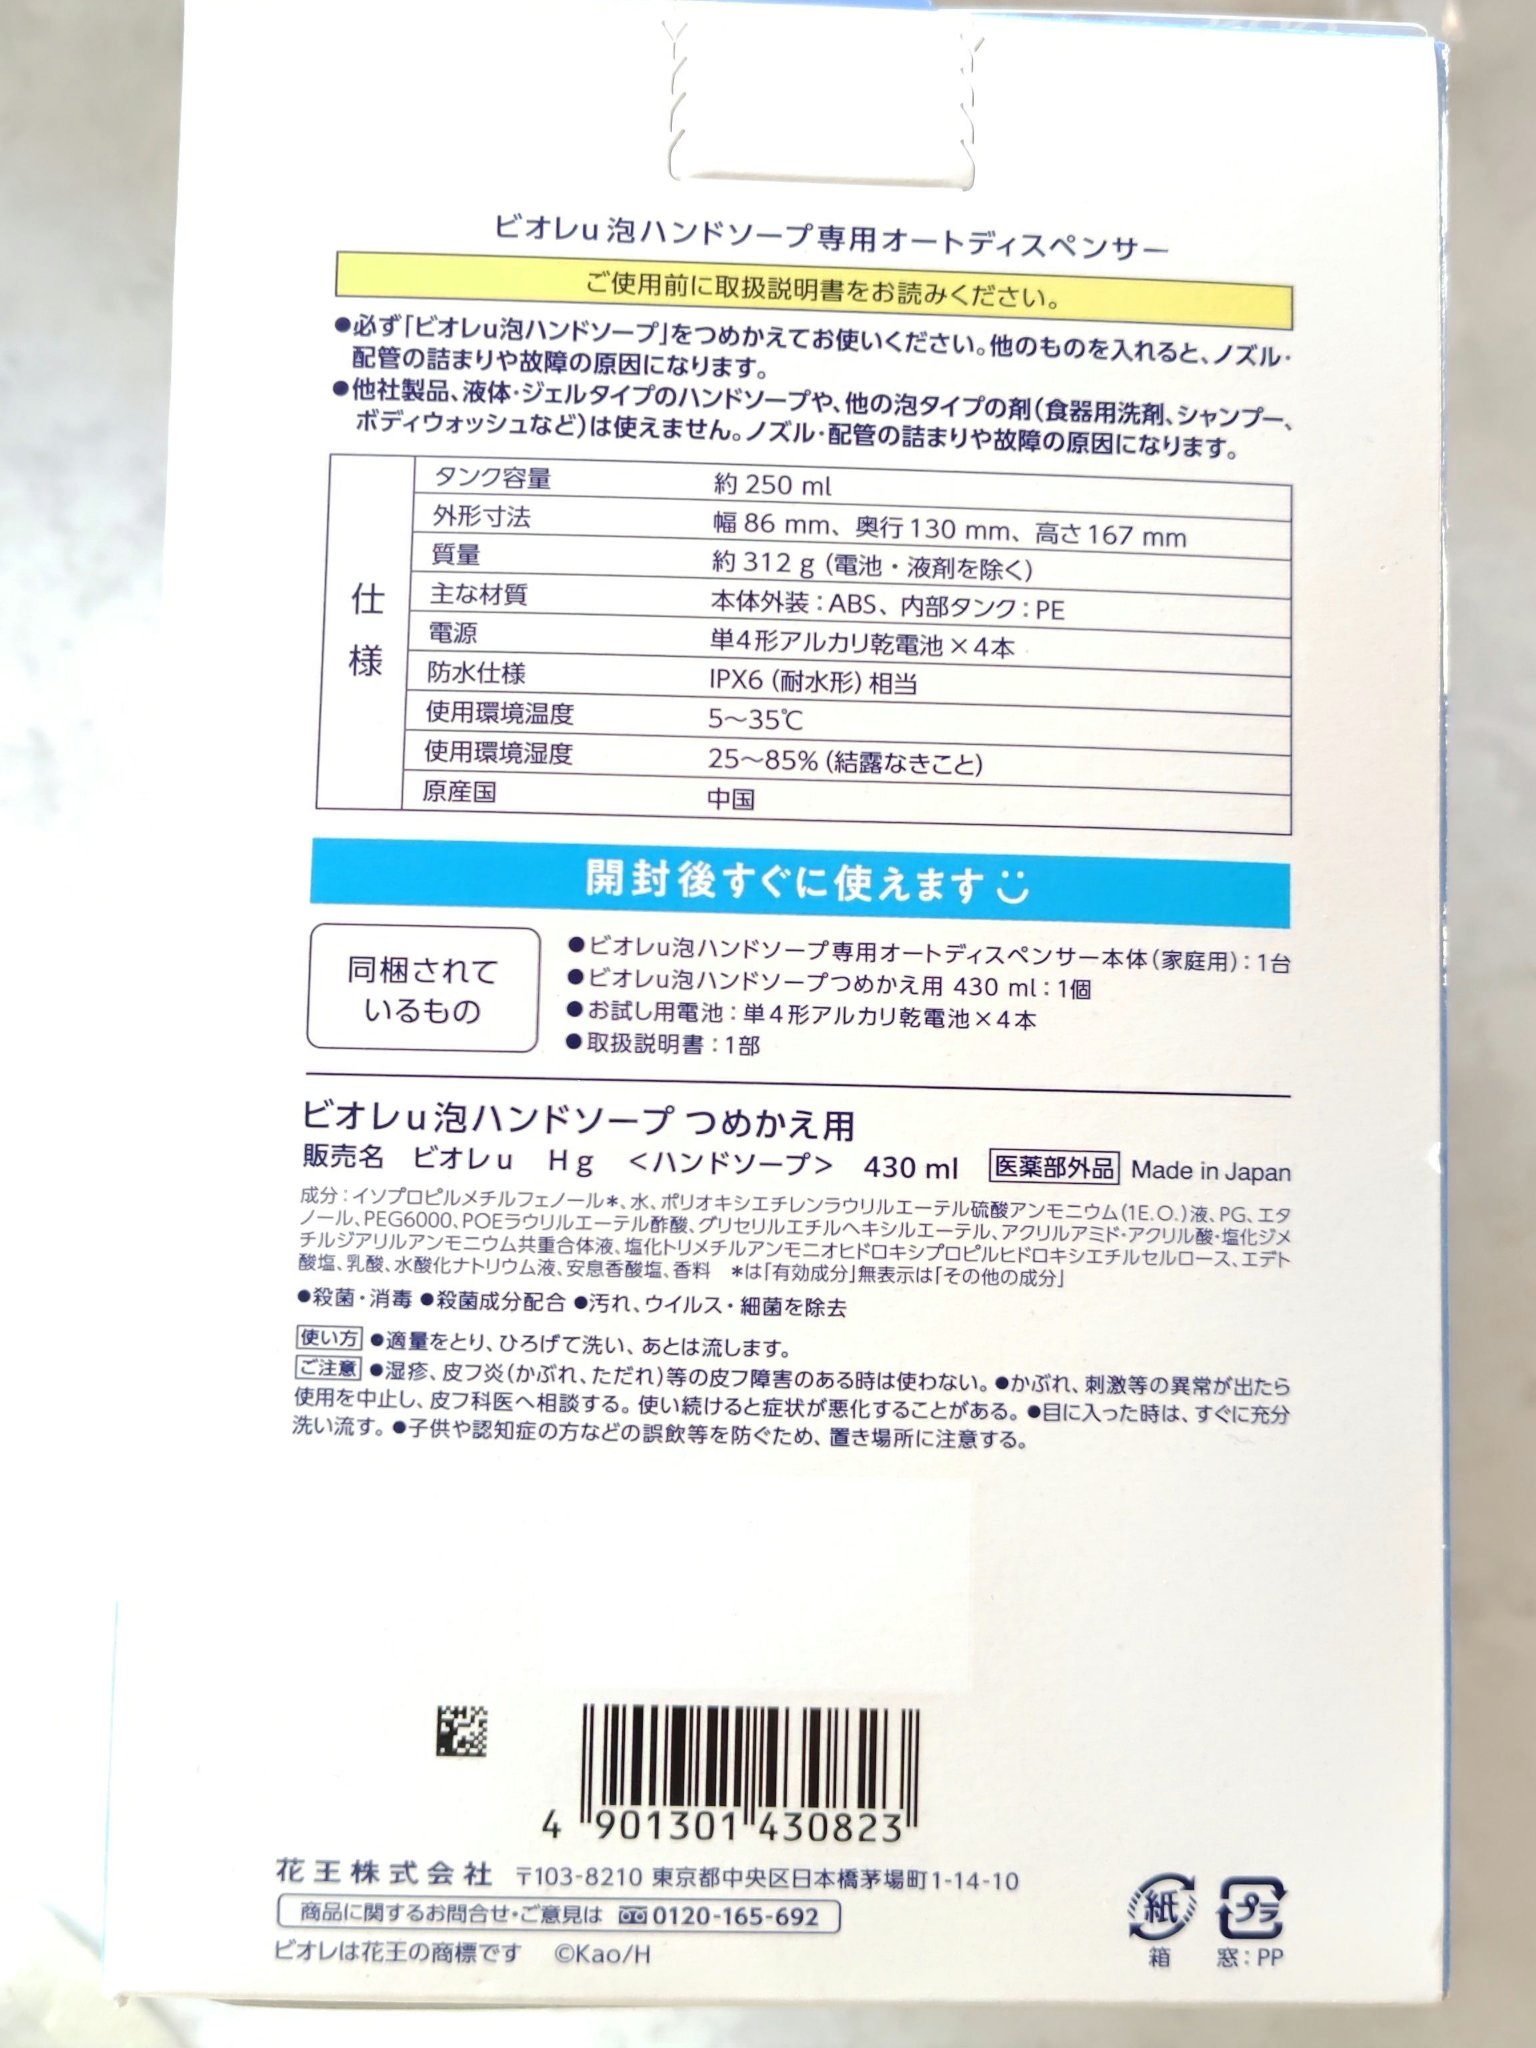 ビオレu 泡ハンドソープ専用オートディスペンサー
ご使用前に取扱説明書をお読みください。
●必ず「ビオレu泡ハンドソープ」をつめかえてお使いください。他のものを入れると、ノズル・
配管の詰まりや故障の原因になります。
●他社製品、液体・ジェルタイプのハンドソープや、他の泡タイプの剤(食器用洗剤、シャンプー、
ボディウォッシュなど)は使えません。ノズル・配管の詰まりや故障の原因になります。
仕様
タンク容量 約 250 ml
外形寸法 幅 86 mm、奥行 130 mm、高さ 167 mm
質量 約 312 g (電池・液剤を除く)
主な材質 本体外装:ABS、内部タンク:PE
電源 単4形アルカリ乾電池×4本
防水仕様 IPX6 (耐水形) 相当
使用環境温度 5〜35℃
使用環境湿度 25〜85% (結露なきこと)
原産国 中国
開封後すぐに使えます
同梱されて
いるもの
●ビオレu泡ハンドソープ専用オートディスペンサー本体(家庭用):1台
●ビオレu泡ハンドソープつめかえ用 430 ml:1個
●お試し用電池:単4形アルカリ乾電池×4本
●取扱説明書:1部
ビオレu泡ハンドソープ つめかえ用
販売名 ビオレu Hg <ハンドソープ> 430 ml 医薬部外品 Made in Japan
成分:イソプロピルメチルフェノール*、水、ポリオキシエチレンラウリルエーテル硫酸アンモニウム(1E.O.)液、PG、エタ
ノール、PEG6000、POEラウリルエーテル酢酸、グリセリルエチルヘキシルエーテル、アクリルアミド・アクリル酸・塩化ジメ
チルジアリルアンモニウム共重合体液、塩化トリメチルアンモニオヒドロキシプロピルヒドロキシエチルセルロース、エデト
酸塩、乳酸、水酸化ナトリウム液、安息香酸塩、香料 *は「有効成分」無表示は「その他の成分」
●殺菌・消毒 ●殺菌成分配合 ●汚れ、ウイルス・細菌を除去
使い方 ●適量をとり、ひろげて洗い、あとは流します。
ご注意 ●湿疹、皮フ炎(かぶれ、ただれ)等の皮フ障害のある時は使わない。●かぶれ、刺激等の異常が出たら
使用を中止し、皮フ科医へ相談する。使い続けると症状が悪化することがある。●目に入った時は、すぐに充分
洗い流す。●子供や認知症の方などの誤飲等を防ぐため、置き場所に注意する。
4 901301 430823
花王株式会社 〒103-8210 東京都中央区日本橋茅場町1-14-10
商品に関するお問合せ・ご意見は 0120-165-692
ビオレは花王の商標です ©Kao/H
紙
箱
プラ
窓:PP